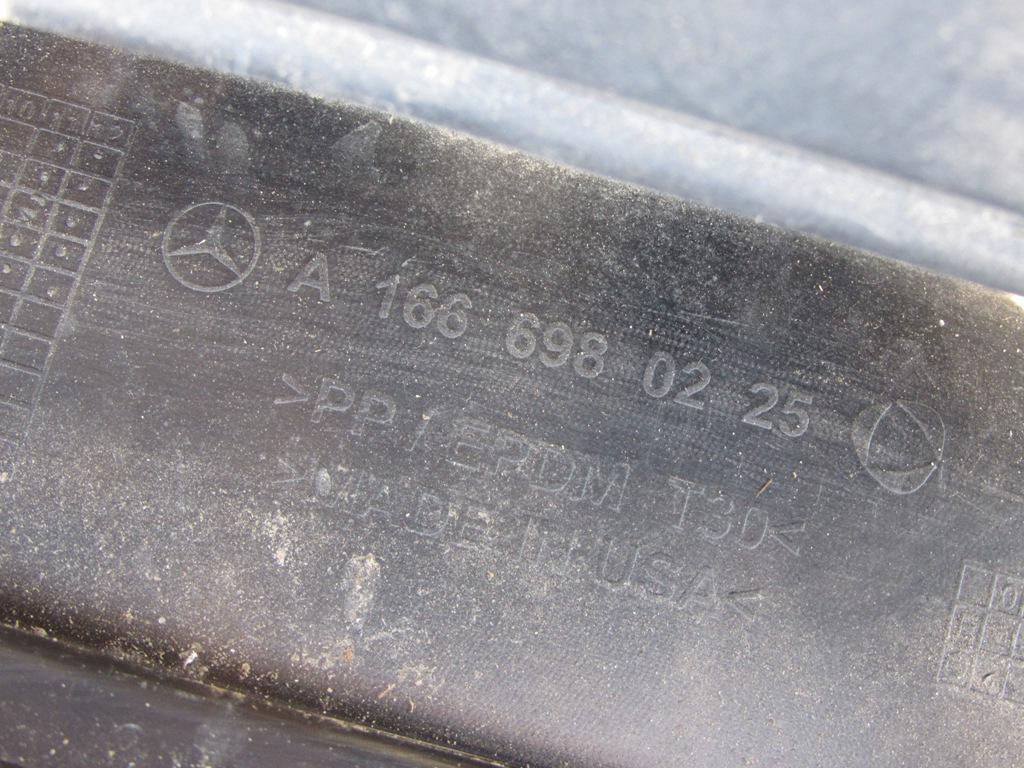 A 166 698 02 25
>PP / EPDM T30<
>MADE IN USA<